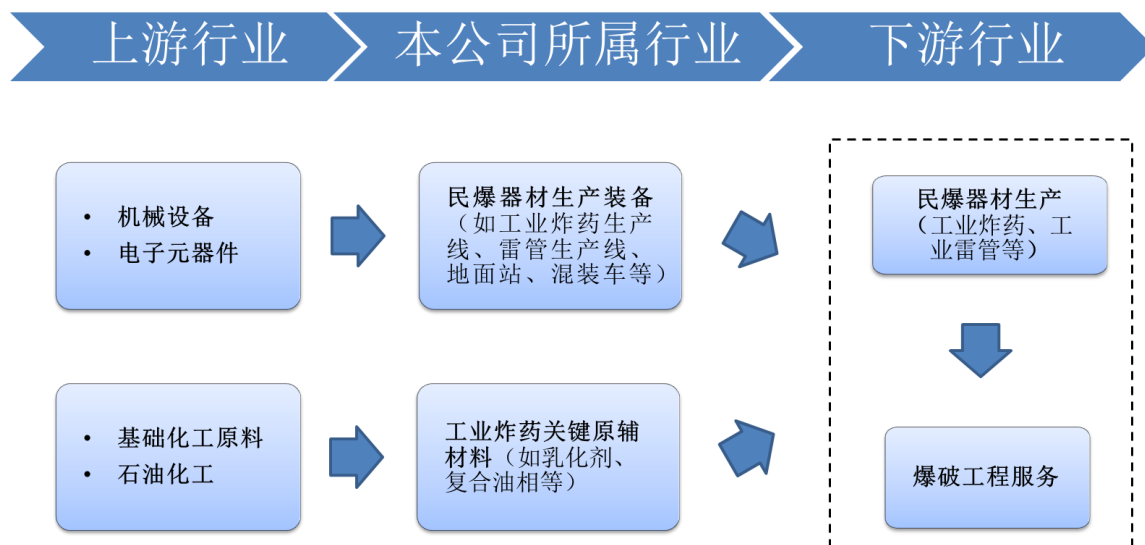 上游行业
本公司所属行业
下游行业
• 机械设备
• 电子元器件
民爆器材生产装备
（如工业炸药生产
线、雷管生产线、
地面站、混装车等）
民爆器材生产
（工业炸药、工
业雷管等）
• 基础化工原料
• 石油化工
工业炸药关键原辅
材料（如乳化剂、
复合油相等）
爆破工程服务